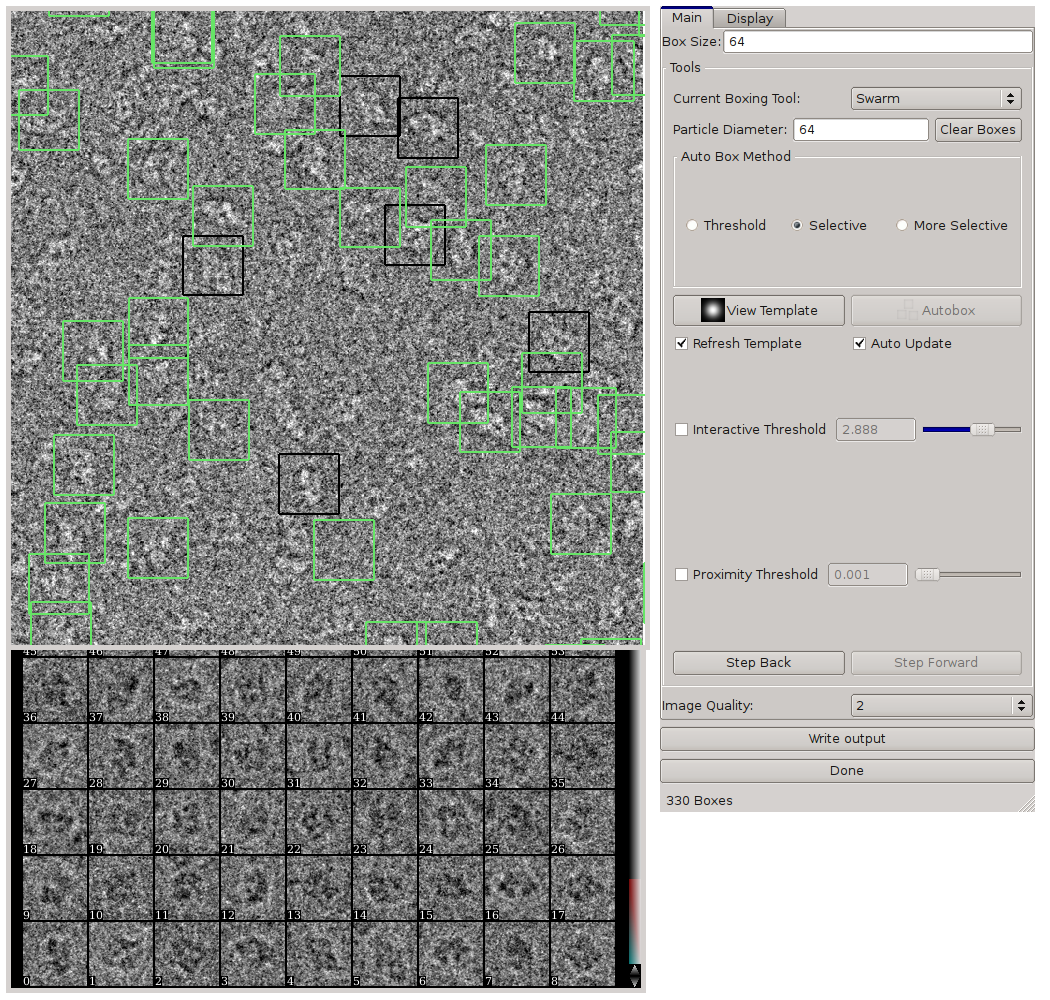 Main Display
Box Size: 64
Tools
Current Boxing Tool: Swarm
Particle Diameter: 64 Clear Boxes
Auto Box Method
Threshold Selective More Selective
View Template Autobox
Refresh Template Auto Update
Interactive Threshold 2.888
Proximity Threshold 0.001
Step Back Step Forward
Image Quality: 2
Write output
Done
330 Boxes
45 46 47 48 49 50 51 52 53
36 37 38 39 40 41 42 43 44
27 28 29 30 31 32 33 34 35
18 19 20 21 22 23 24 25 26
9 10 11 12 13 14 15 16 17
0 1 2 3 4 5 6 7 8